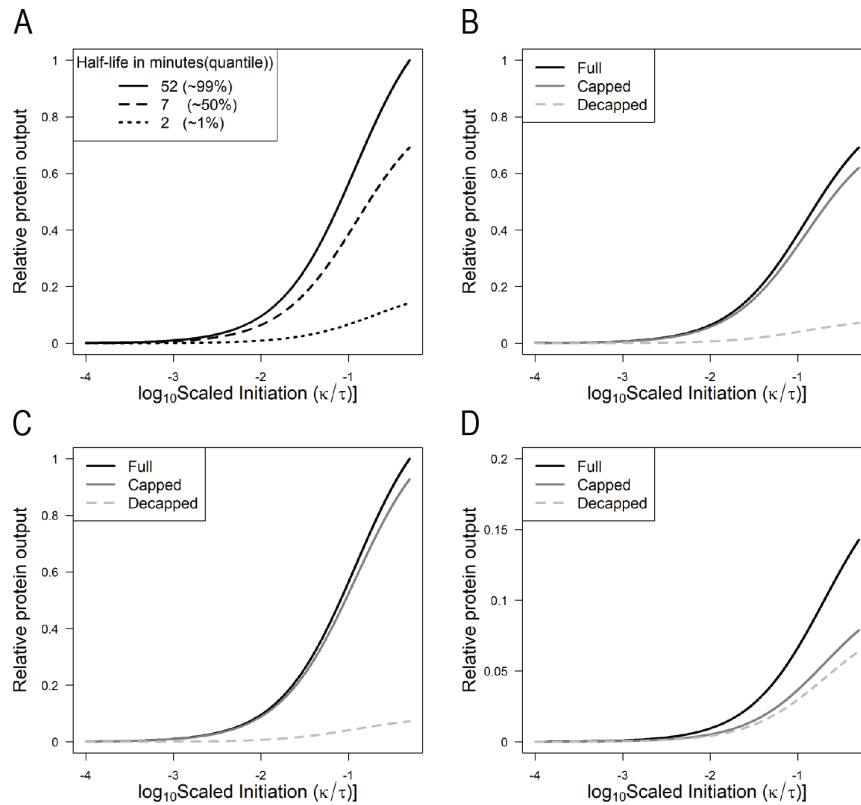 A
Relative protein output
1
0.8
0.6
0.4
0.2
0
Half-life in minutes(quantile))
52 (~99%)
7 (~50%)
2 (~1%)
-4 -3 -2 -1
log₁₀Scaled Initiation (κ/τ)]
B
Relative protein output
1
0.8
0.6
0.4
0.2
0
Full
Capped
Decapped
-4 -3 -2 -1
log₁₀Scaled Initiation (κ/τ)]
C
Relative protein output
1
0.8
0.6
0.4
0.2
0
Full
Capped
Decapped
-4 -3 -2 -1
log₁₀Scaled Initiation (κ/τ)]
D
Relative protein output
0.2
0.15
0.1
0.05
0
Full
Capped
Decapped
-4 -3 -2 -1
log₁₀Scaled Initiation (κ/τ)]